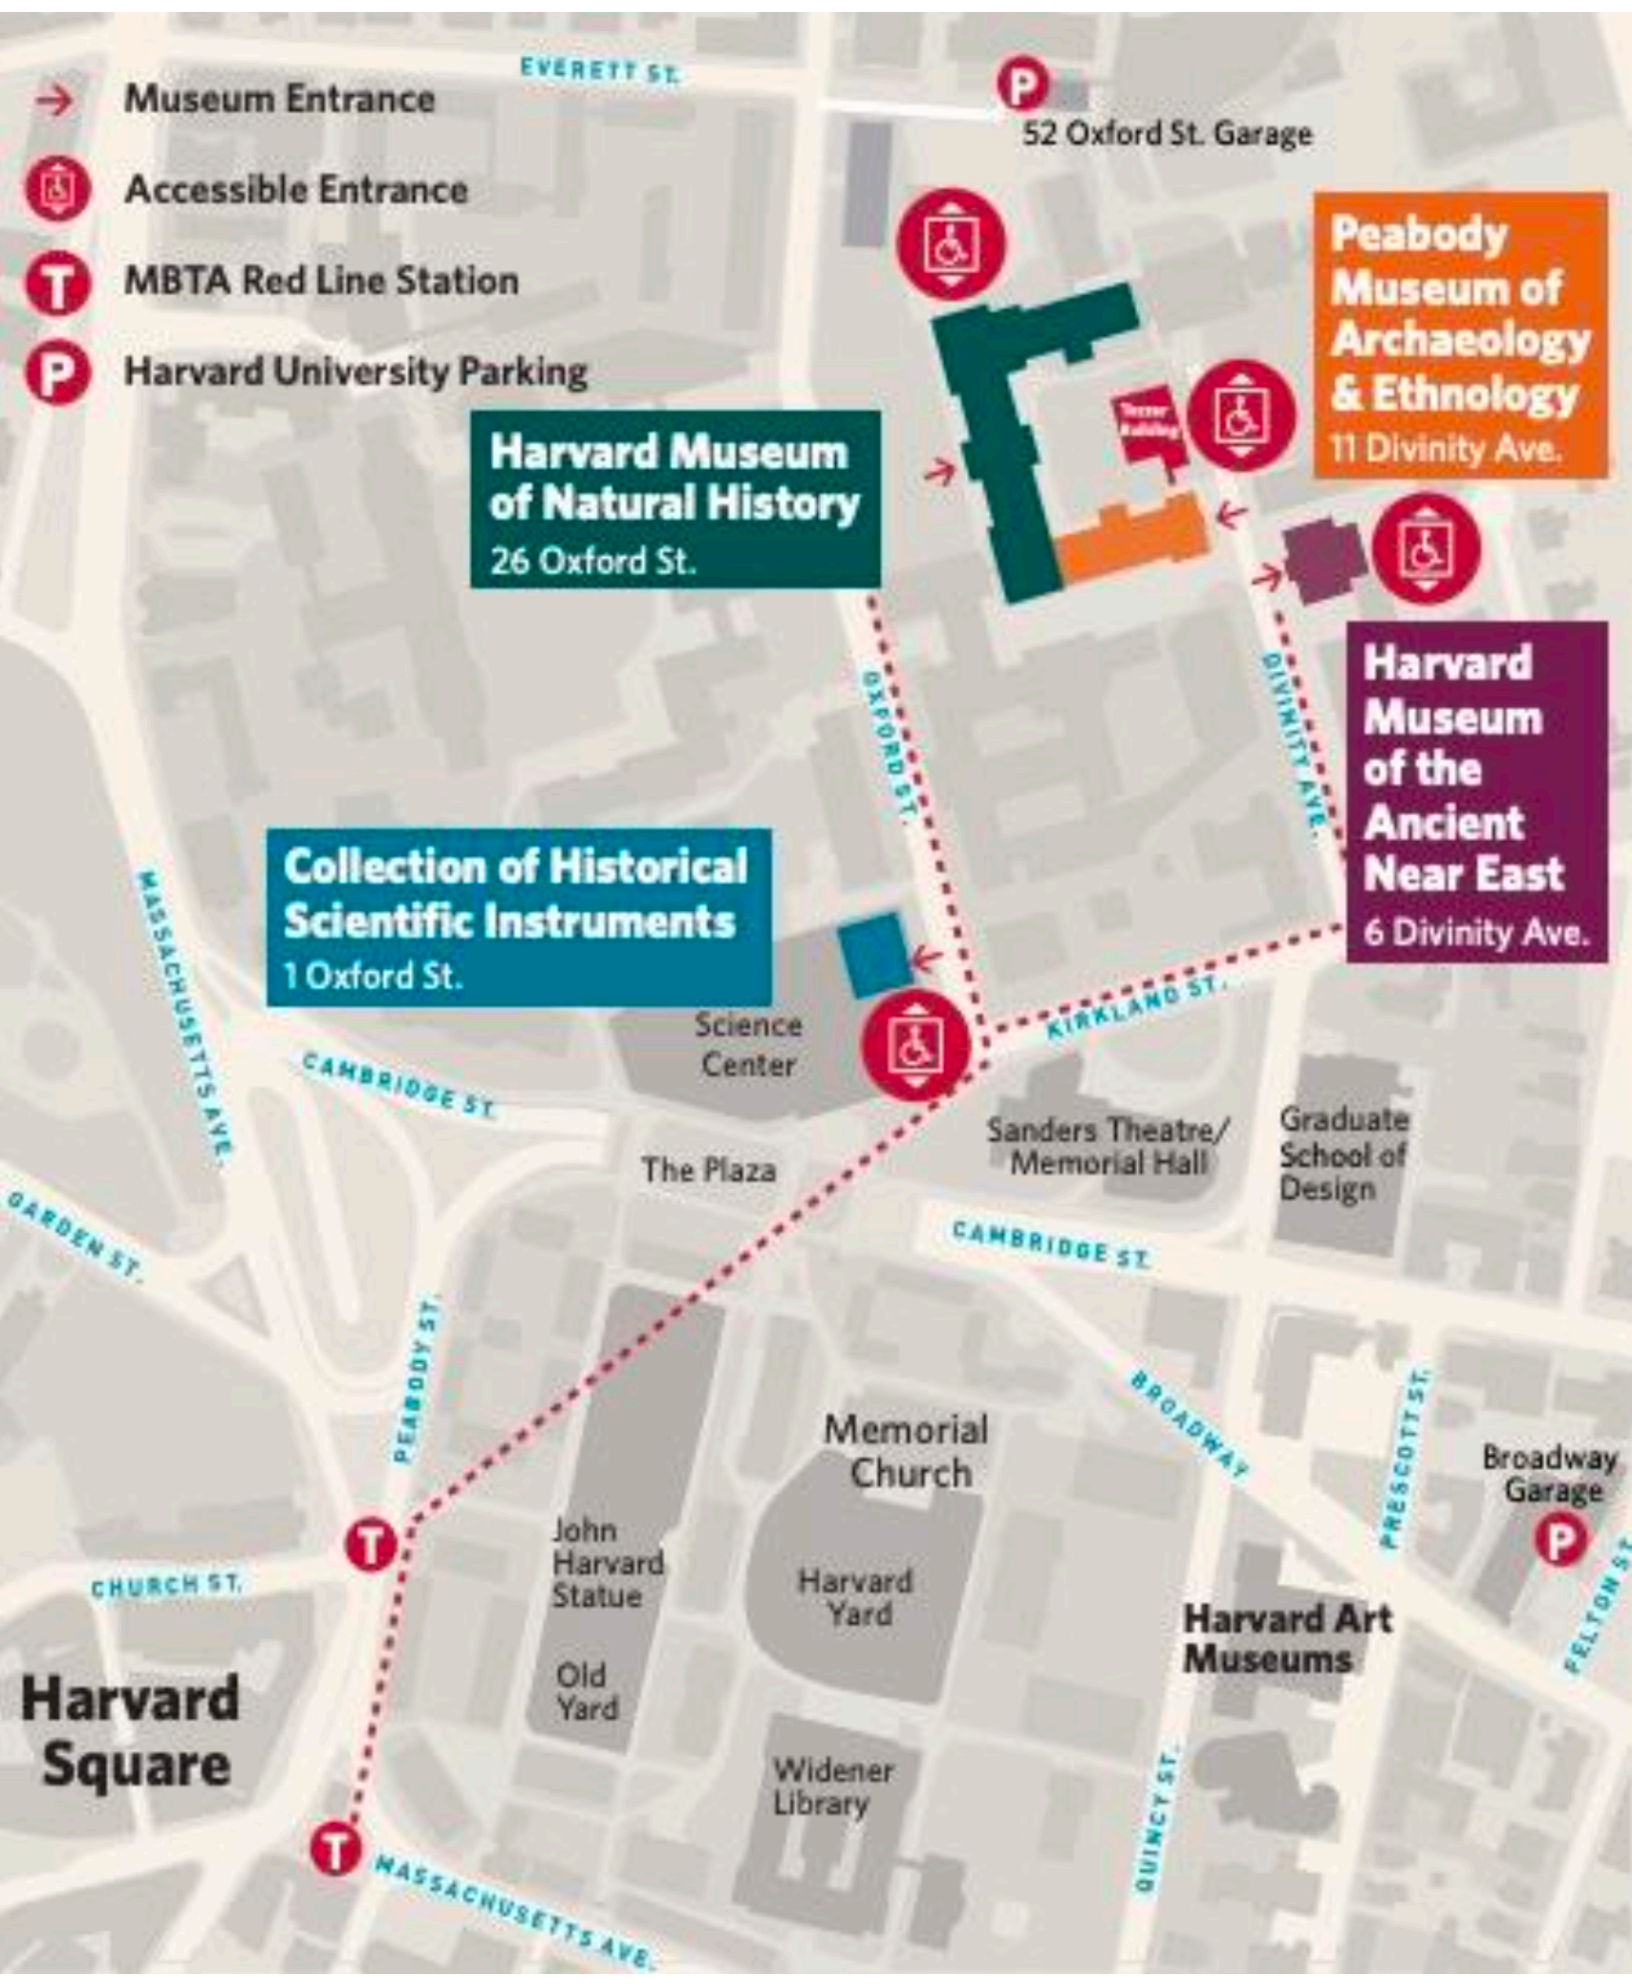 EVERETT ST.
Museum Entrance
Accessible Entrance
T MBTA Red Line Station
P Harvard University Parking
P
52 Oxford St. Garage
Peabody
Museum of
Archaeology
& Ethnology
11 Divinity Ave.
Tozzer
Building
Harvard Museum
of Natural History
26 Oxford St.
OXFORD ST.
DIVINITY AVE.
Harvard
Museum
of the
Ancient
Near East
6 Divinity Ave.
Collection of Historical
Scientific Instruments
1 Oxford St.
MASSACHUSETTS AVE.
Science
Center
KIRKLAND ST.
CAMBRIDGE ST.
The Plaza
Sanders Theatre/
Memorial Hall
Graduate
School of
Design
GARDEN ST.
CAMBRIDGE ST.
PEABODY ST.
BROADWAY
PRESCOTT ST.
Memorial
Church
Broadway
Garage
P
T
John
Harvard
Statue
Harvard
Yard
CHURCH ST.
FELTON ST
Harvard Art
Museums
Old
Yard
Harvard
Square
Widener
Library
QUINCY ST.
T
MASSACHUSETTS AVE.